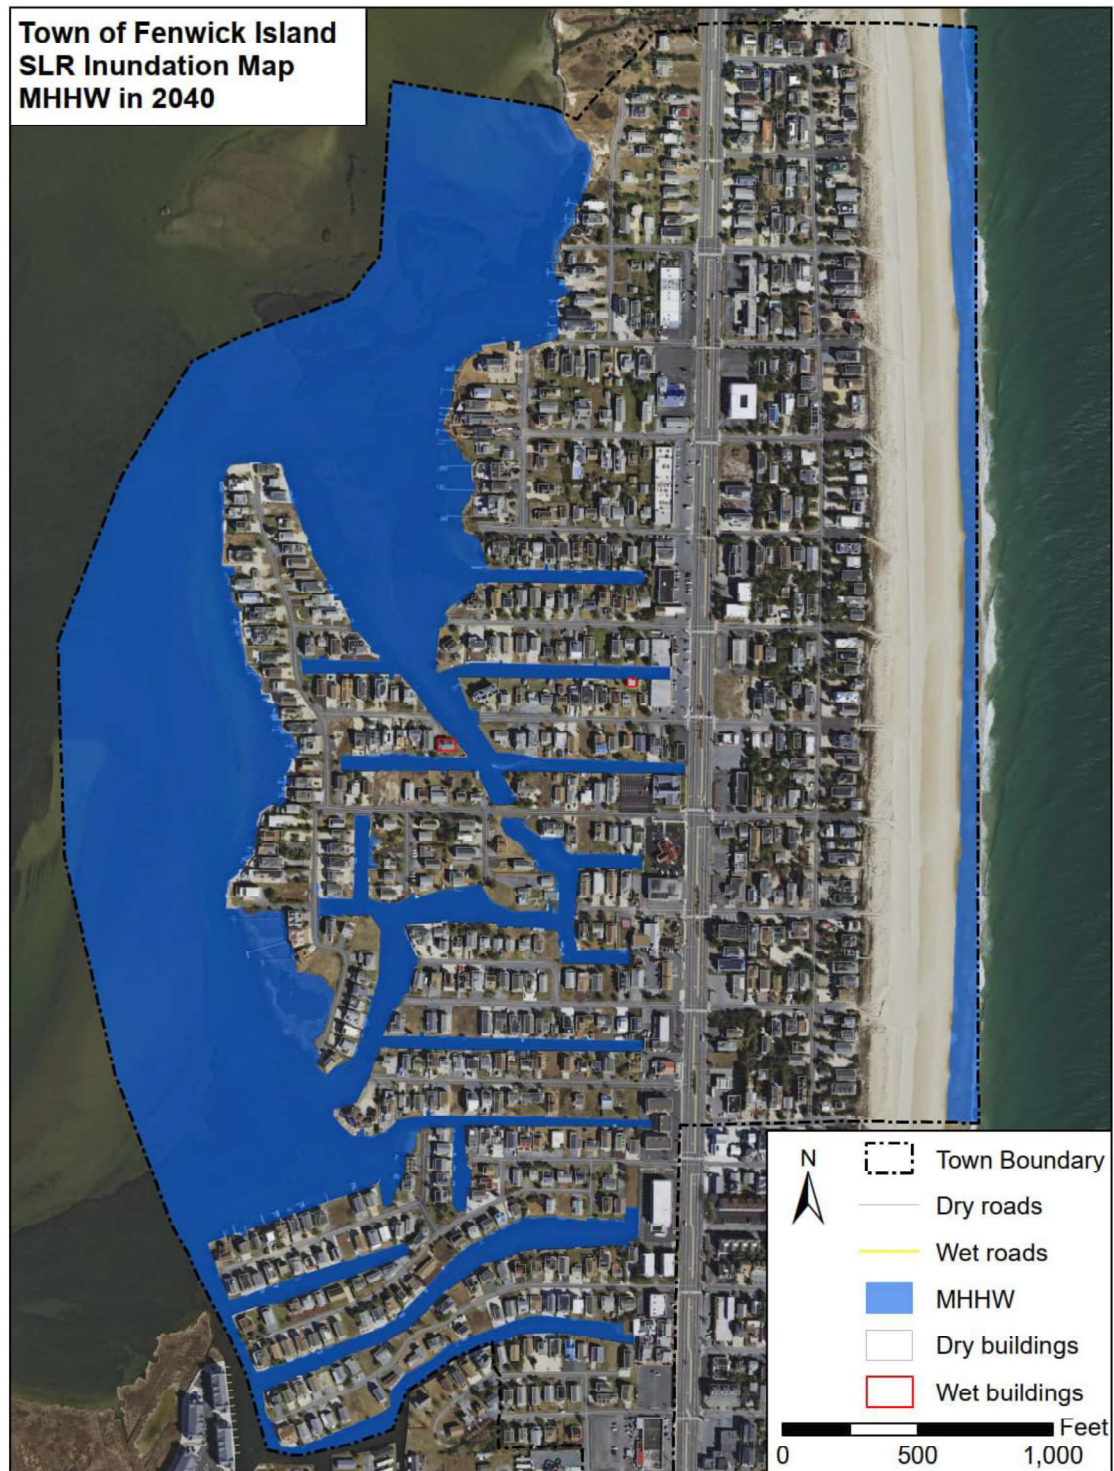 Town of Fenwick Island
SLR Inundation Map
MHHW in 2040
N
Town Boundary
Dry roads
Wet roads
MHHW
Dry buildings
Wet buildings
Feet
0 500 1,000